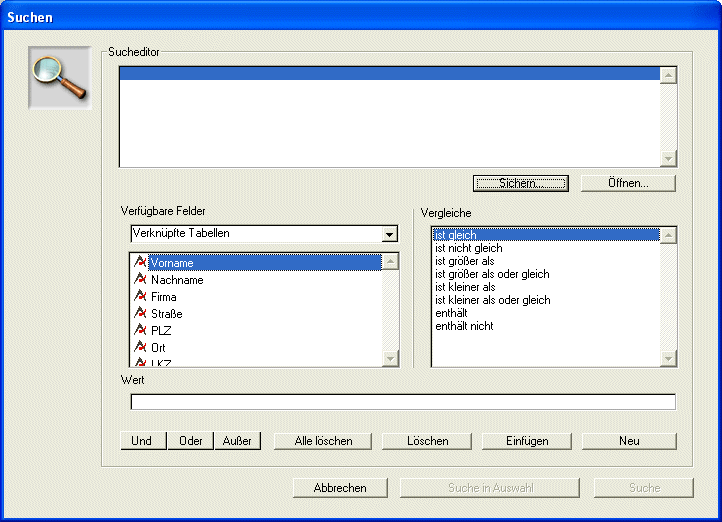 Suchen
Sucheditor
Sichern...
Öffnen...
Verfügbare Felder
Verknüpfte Tabellen
Vorname
Nachname
Firma
Straße
PLZ
Ort
LKZ
Vergleiche
ist gleich
ist nicht gleich
ist größer als
ist größer als oder gleich
ist kleiner als
ist kleiner als oder gleich
enthält
enthält nicht
Wert
Und
Oder
Außer
Alle löschen
Löschen
Einfügen
Neu
Abbrechen
Suche in Auswahl
Suche